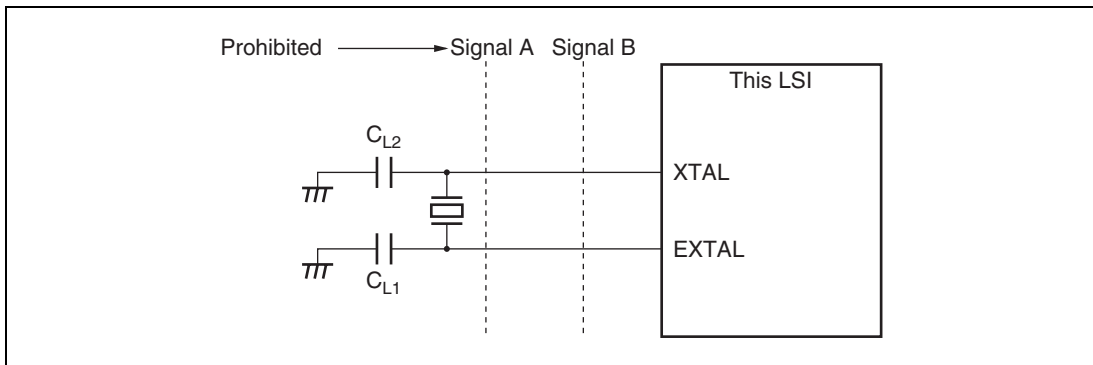 Prohibited Signal A Signal B
This LSI
CL2
XTAL
EXTAL
CL1